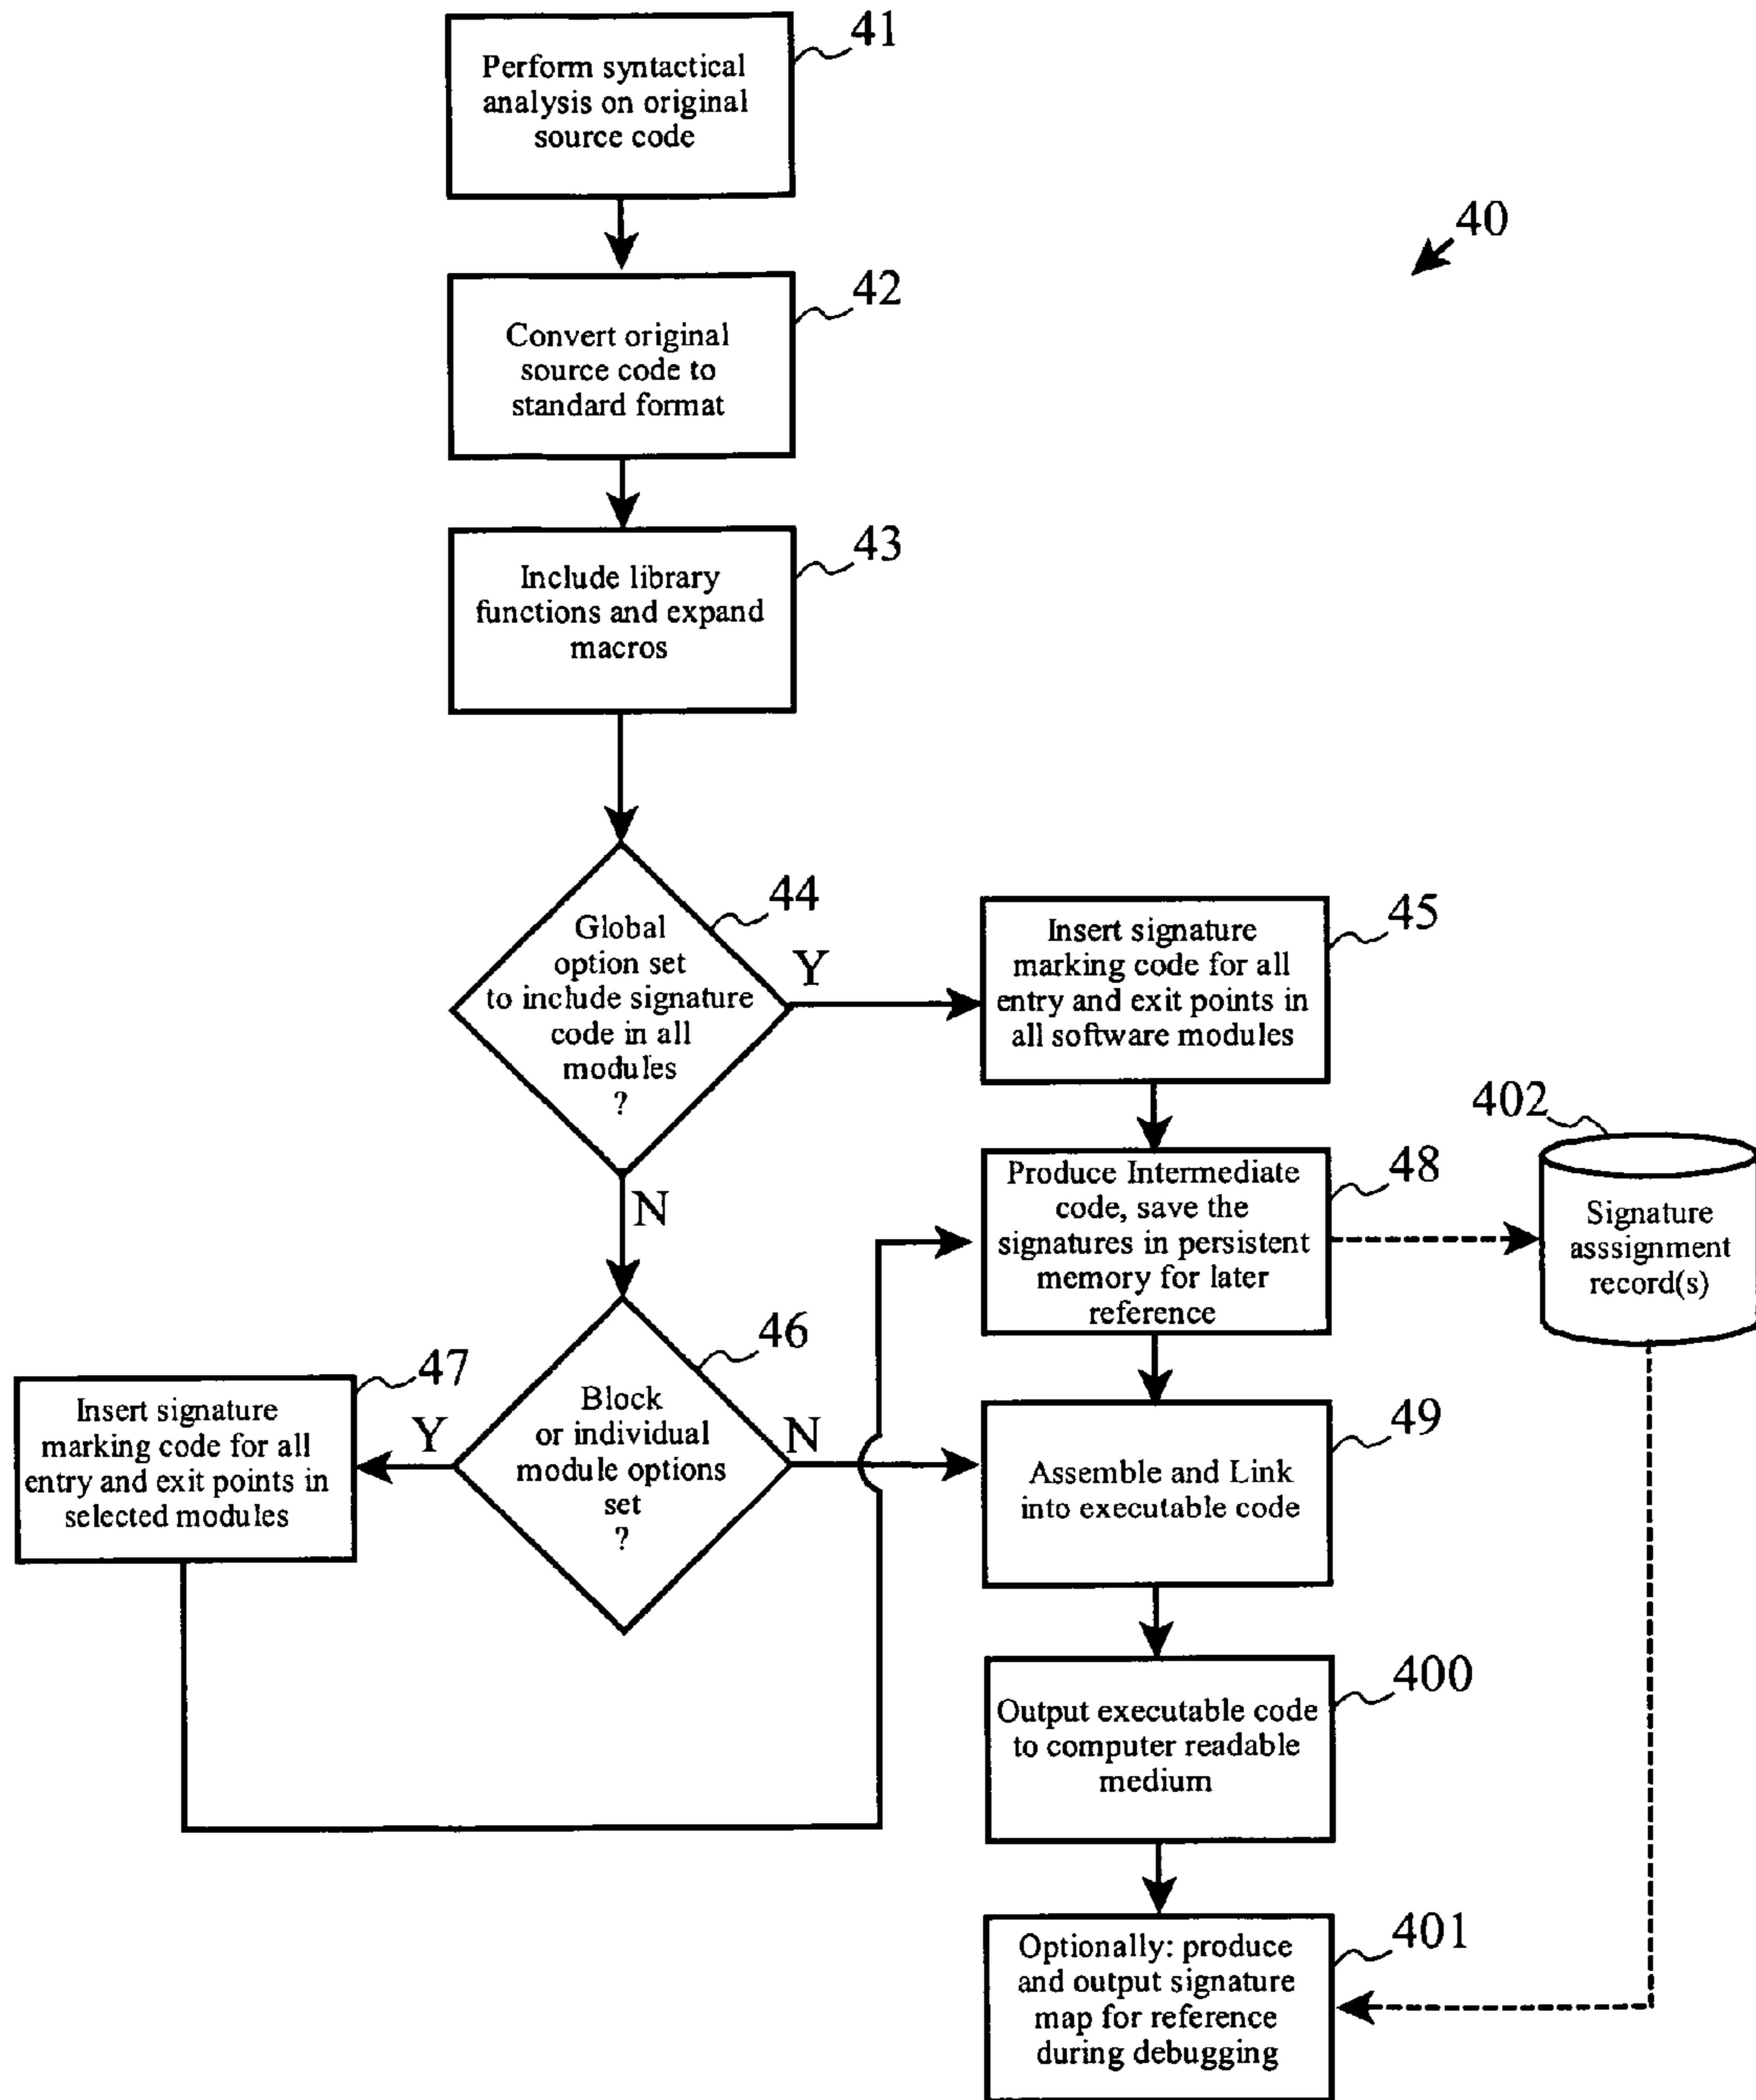 41
Perform syntactical
analysis on original
source code
40
42
Convert original
source code to
standard format
43
Include library
functions and expand
macros
44
Global
option set
to include signature
code in all
modules
?
Y
N
45
Insert signature
marking code for all
entry and exit points in
all software modules
48
Produce Intermediate
code, save the
signatures in persistent
memory for later
reference
402
Signature
asssignment
record(s)
46
Block
or individual
module options
set
?
Y
N
47
Insert signature
marking code for all
entry and exit points in
selected modules
49
Assemble and Link
into executable code
400
Output executable code
to computer readable
medium
401
Optionally: produce
and output signature
map for reference
during debugging